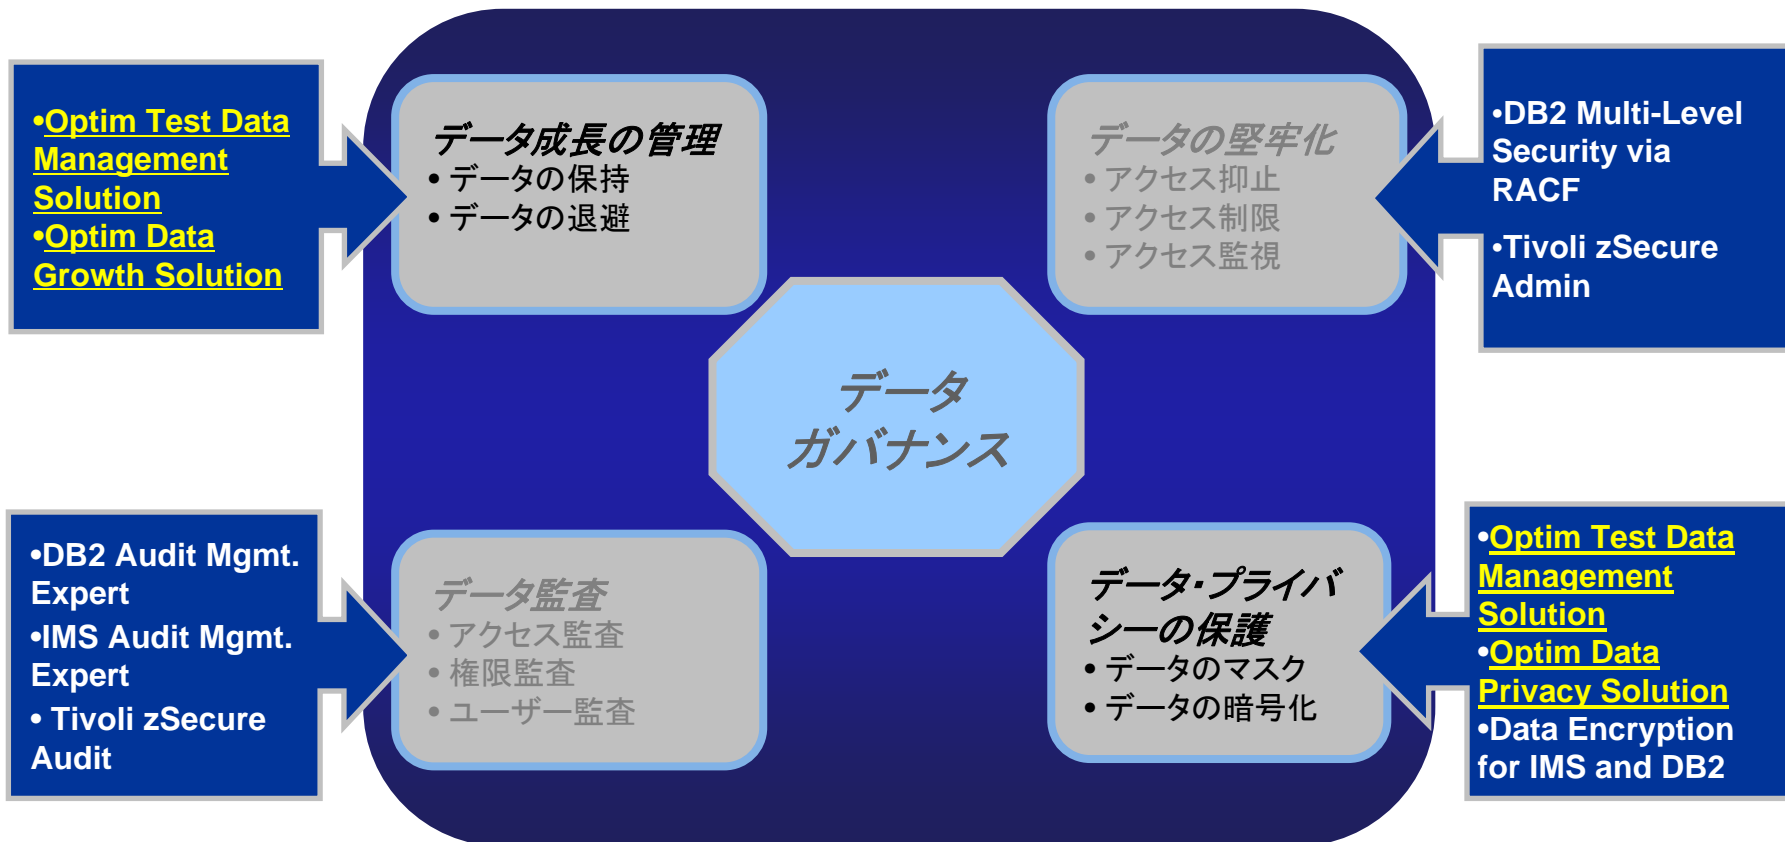 •Optim Test Data
Management
Solution
•Optim Data
Growth Solution
データ成長の管理
• データの保持
• データの退避
データの堅牢化
• アクセス抑止
• アクセス制限
• アクセス監視
•DB2 Multi-Level
Security via
RACF
•Tivoli zSecure
Admin
データ
ガバナンス
•DB2 Audit Mgmt.
Expert
•IMS Audit Mgmt.
Expert
• Tivoli zSecure
Audit
データ監査
• アクセス監査
• 権限監査
• ユーザー監査
データ・プライバ
シーの保護
• データのマスク
• データの暗号化
•Optim Test Data
Management
Solution
•Optim Data
Privacy Solution
•Data Encryption
for IMS and DB2